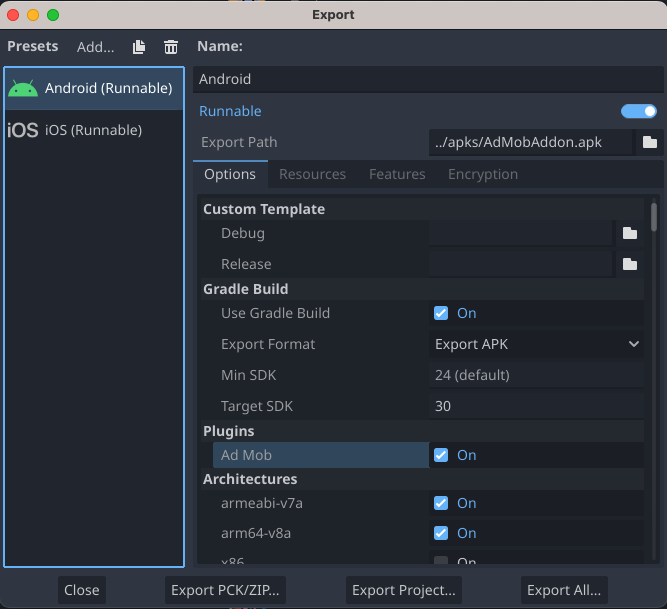 Export
Presets Add... Name:
Android (Runnable)
iOS iOS (Runnable)
Android
Runnable
Export Path ../apks/AdMobAddon.apk
Options Resources Features Encryption
Custom Template
Debug
Release
Gradle Build
Use Gradle Build On
Export Format Export APK
Min SDK 24 (default)
Target SDK 30
Plugins
Ad Mob On
Architectures
armeabi-v7a On
arm64-v8a On
x86 On
Close Export PCK/ZIP... Export Project... Export All...